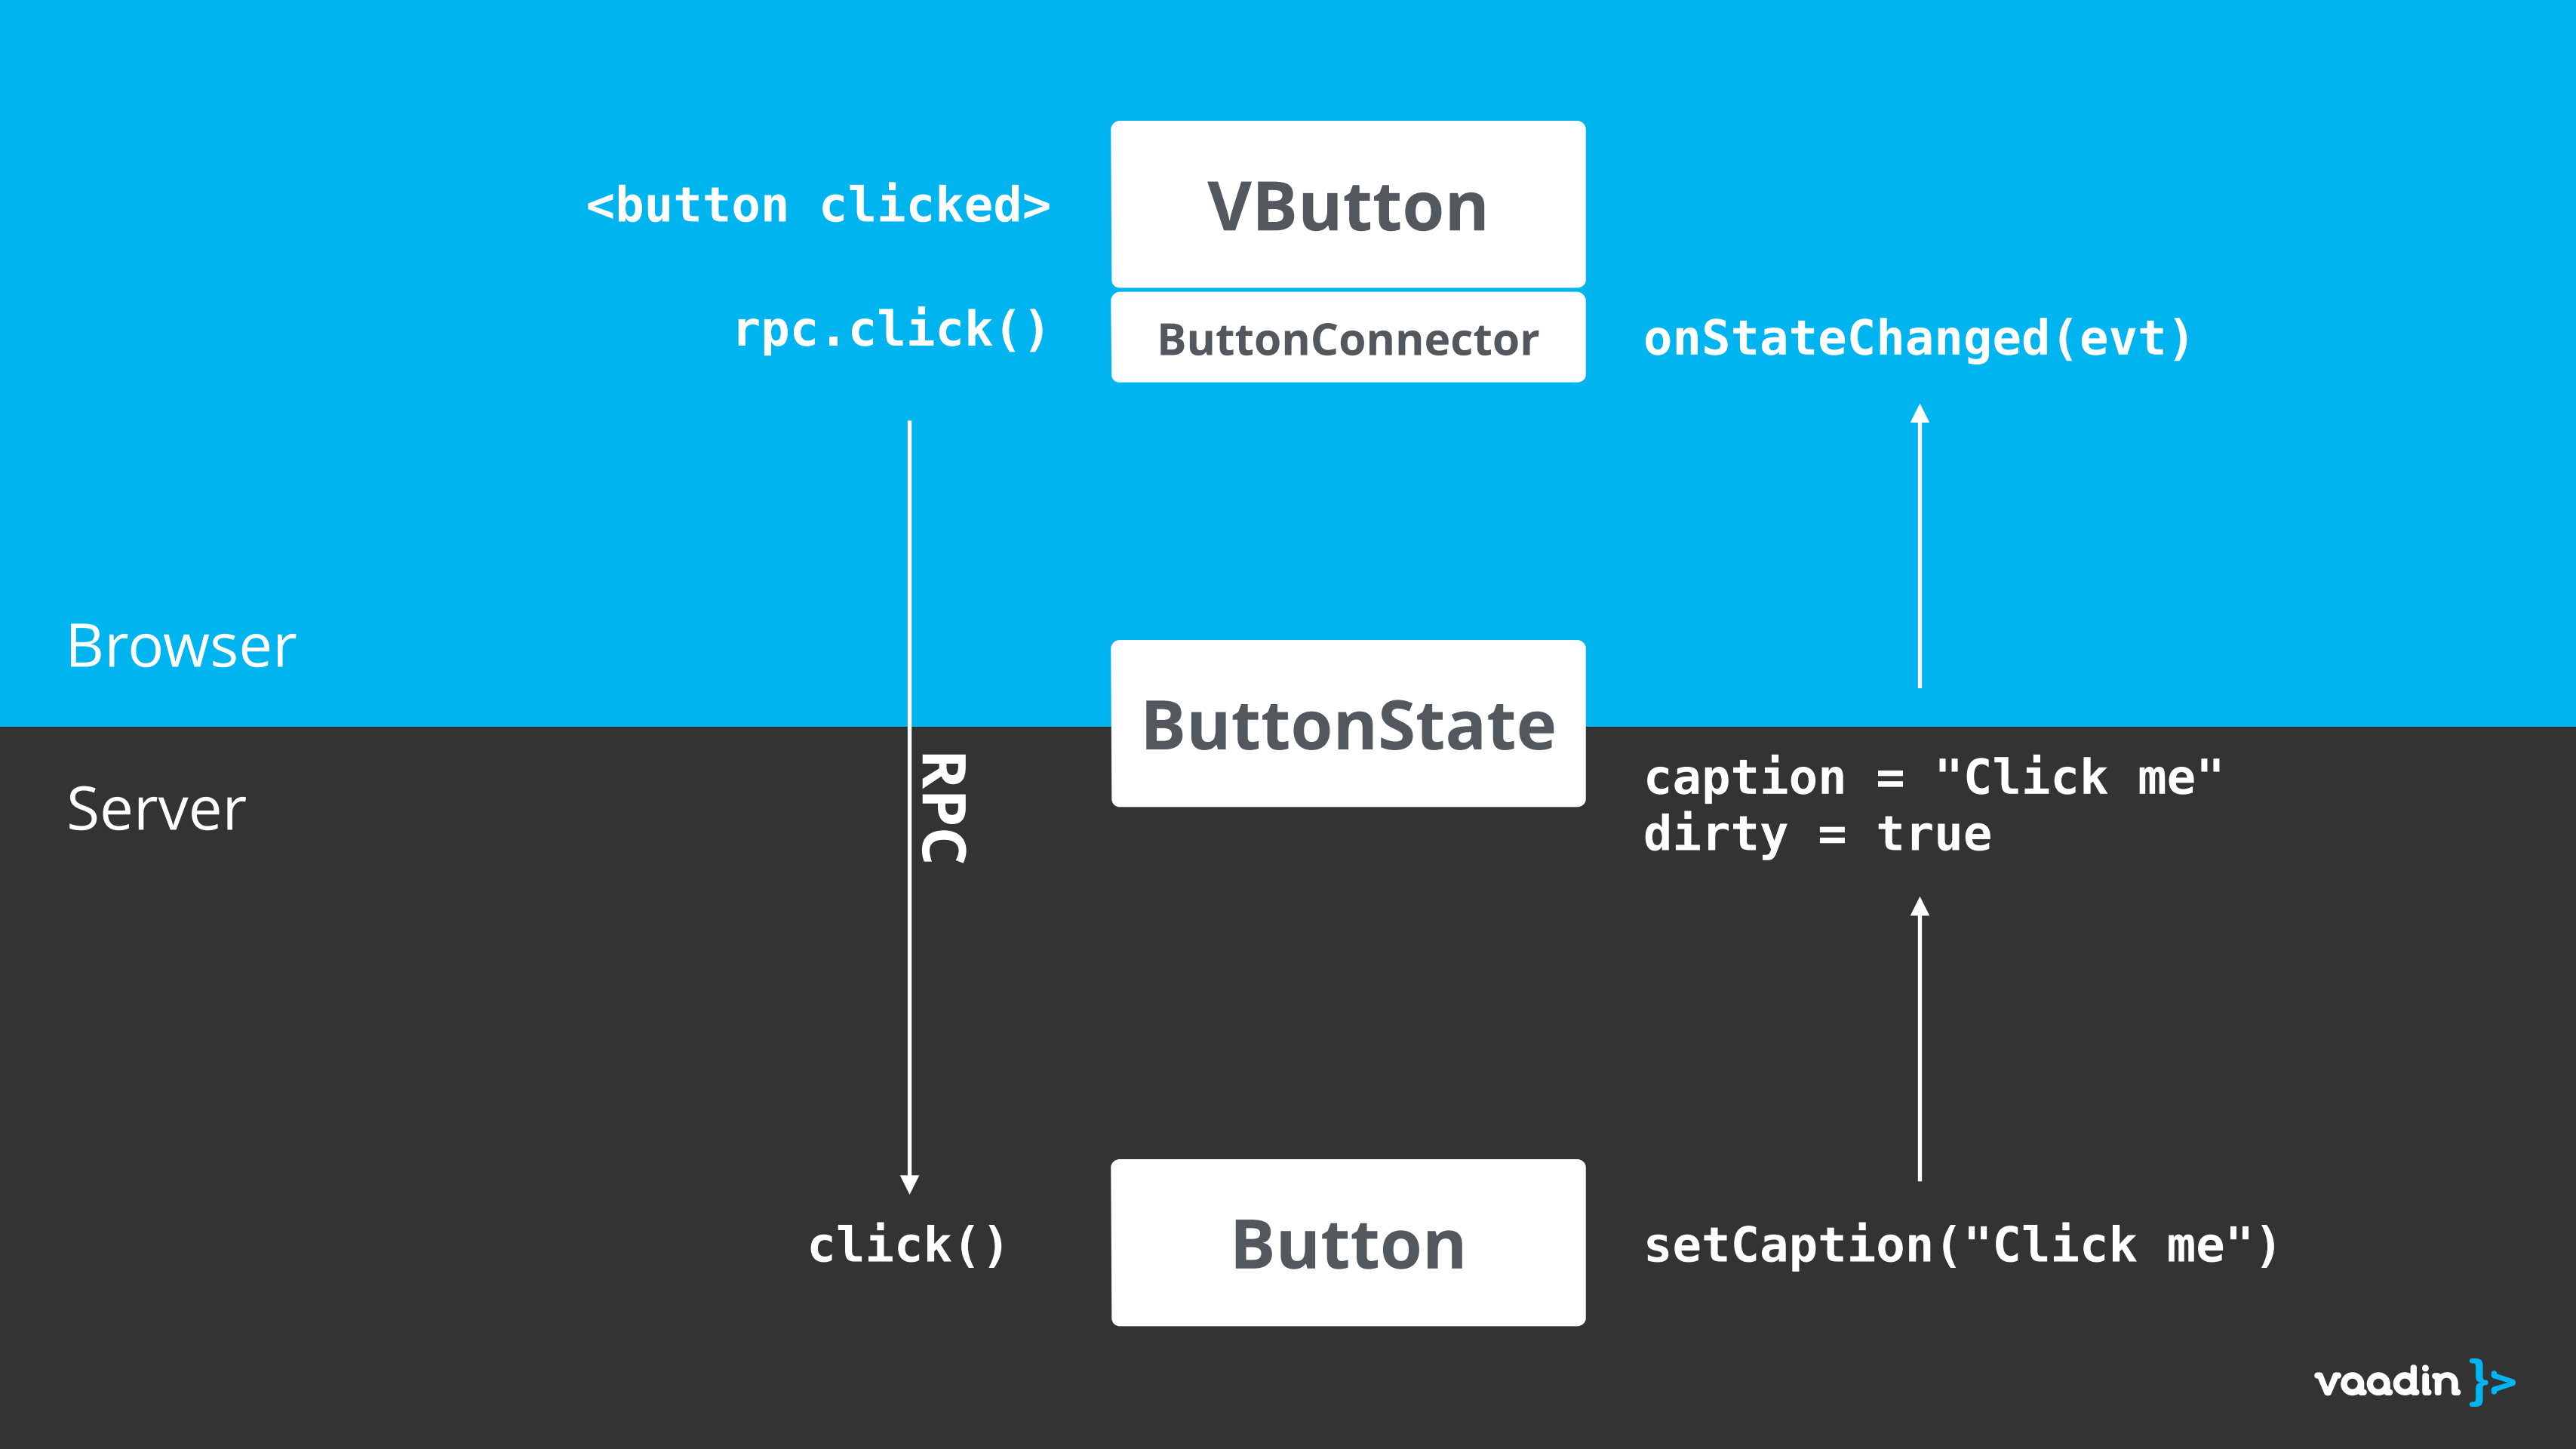 <button clicked>
VButton
rpc.click()
ButtonConnector
onStateChanged(evt)
Browser
ButtonState
Server
RPC
caption = "Click me"
dirty = true
click()
Button
setCaption("Click me")
vaadin }>